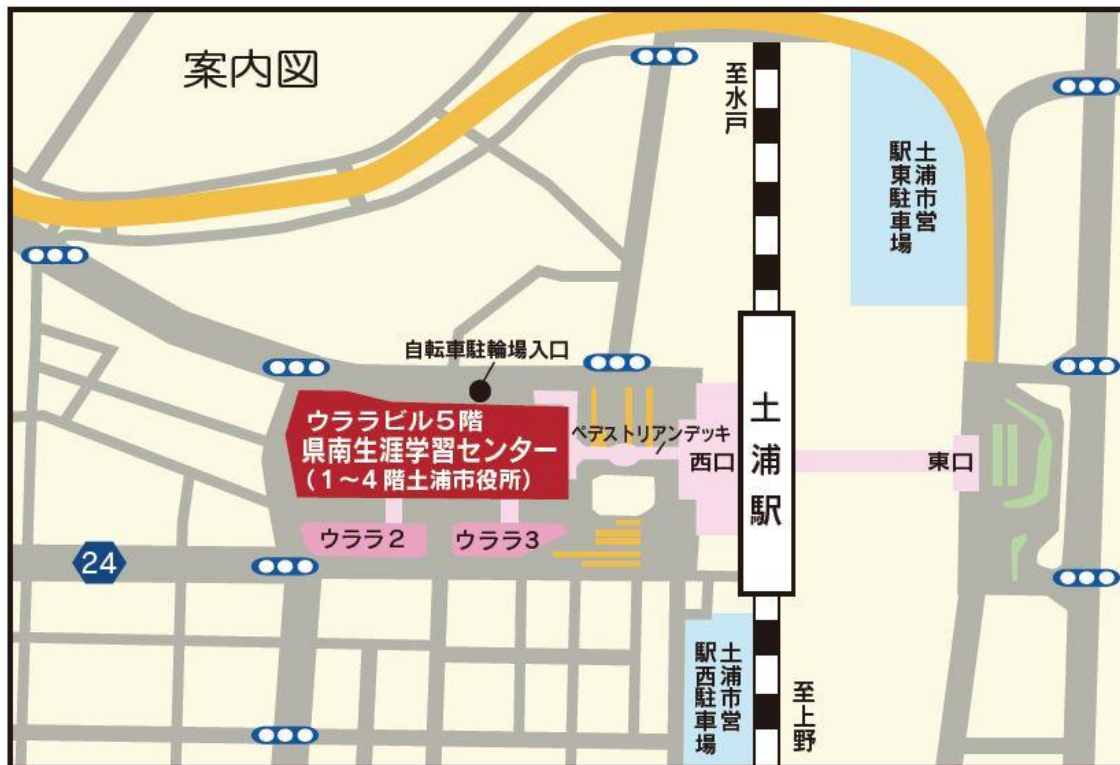 案内図
至水戸
土浦市営
駅東駐車場
自転車駐輪場入口
ウララビル5階
県南生涯学習センター
(1〜4階土浦市役所)
ペデストリアンデッキ
西口
土浦駅
東口
ウララ2
ウララ3
24
土浦市営
駅西駐車場
至上野